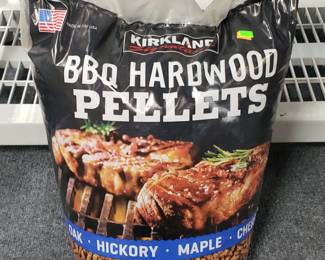 KIRKLAND
BBQ HARDWOOD
PELLETS
OAK · HICKORY · MAPLE ·